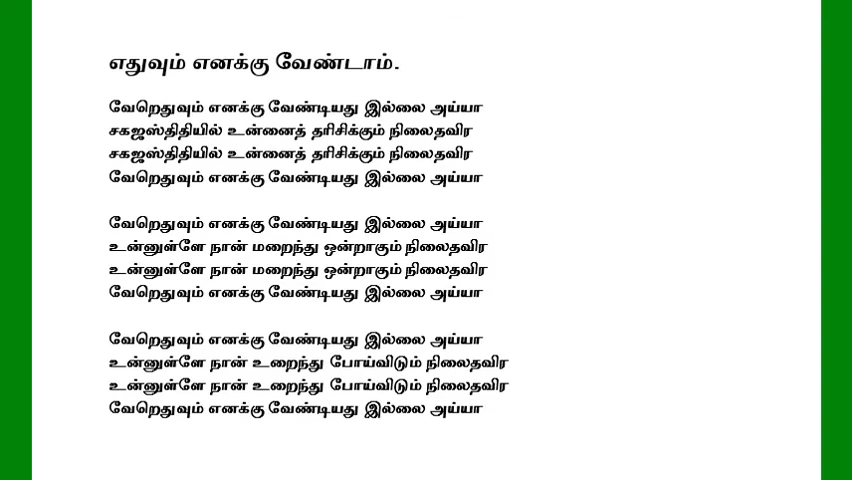 எதுவும் எனக்கு வேண்டாம்.
வேறெதுவும் எனக்கு வேண்டியது இல்லை அய்யா
சகஜஸ்திதியில் உன்னைத் தரிசிக்கும் நிலைதவிர
சகஜஸ்திதியில் உன்னைத் தரிசிக்கும் நிலைதவிர
வேறெதுவும் எனக்கு வேண்டியது இல்லை அய்யா
வேறெதுவும் எனக்கு வேண்டியது இல்லை அய்யா
உன்னுள்ளே நான் மறைந்து ஒன்றாகும் நிலைதவிர
உன்னுள்ளே நான் மறைந்து ஒன்றாகும் நிலைதவிர
வேறெதுவும் எனக்கு வேண்டியது இல்லை அய்யா
வேறெதுவும் எனக்கு வேண்டியது இல்லை அய்யா
உன்னுள்ளே நான் உறைந்து போய்விடும் நிலைதவிர
உன்னுள்ளே நான் உறைந்து போய்விடும் நிலைதவிர
வேறெதுவும் எனக்கு வேண்டியது இல்லை அய்யா